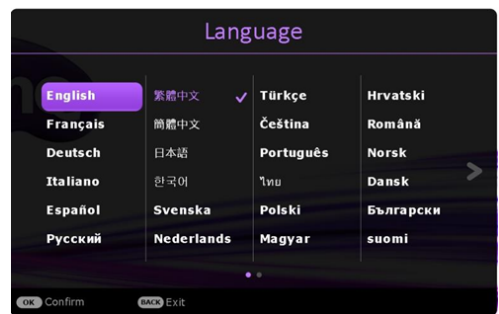 Language
English
Français
Deutsch
Italiano
Español
Русский
繁體中文
簡體中文
日本語
한국어
Svenska
Nederlands
Türkçe
Čeština
Português
ไทย
Polski
Magyar
Hrvatski
Română
Norsk
Dansk
Български
suomi
OK Confirm
BACK Exit